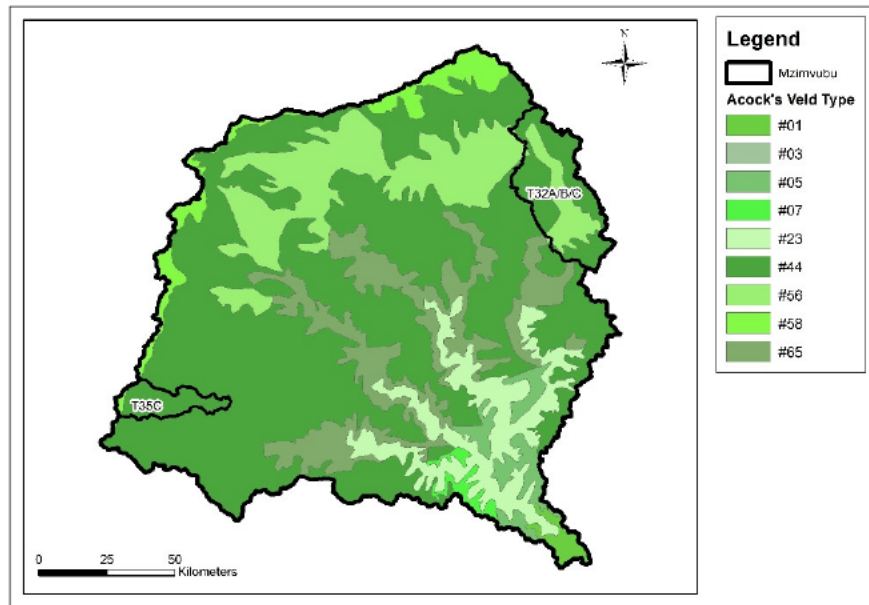 N
T32A/B/C
T35C
0 25 50
Kilometers
Legend
Mzimvubu
Acock's Veld Type
#01
#03
#05
#07
#23
#44
#56
#58
#65